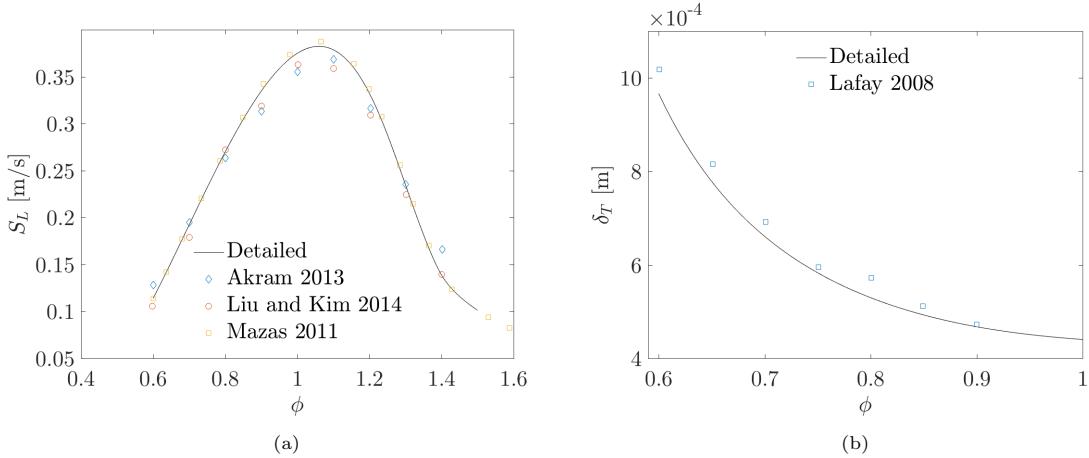 S_L [m/s]
0.35
0.3
0.25
0.2
0.15
0.1
0.05
Detailed
Akram 2013
Liu and Kim 2014
Mazas 2011
0.4 0.6 0.8 1 1.2 1.4 1.6
ϕ
(a)
×10^-4
δ_T [m]
10
8
6
4
Detailed
Lafay 2008
0.6 0.7 0.8 0.9 1
ϕ
(b)